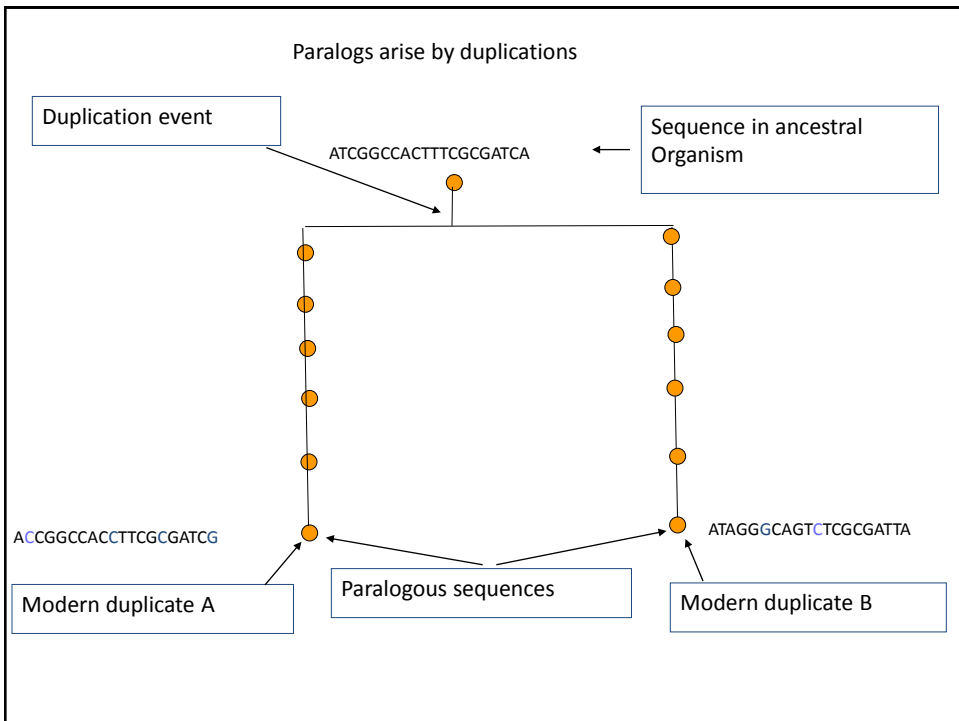 Paralogs arise by duplications
Duplication event
Sequence in ancestral
Organism
ATCGGCCACTTTCGCGATCA
ACCGGCCACCTTCGCGATCG
ATAGGGCAGTCTCGCGATTA
Modern duplicate A
Paralogous sequences
Modern duplicate B